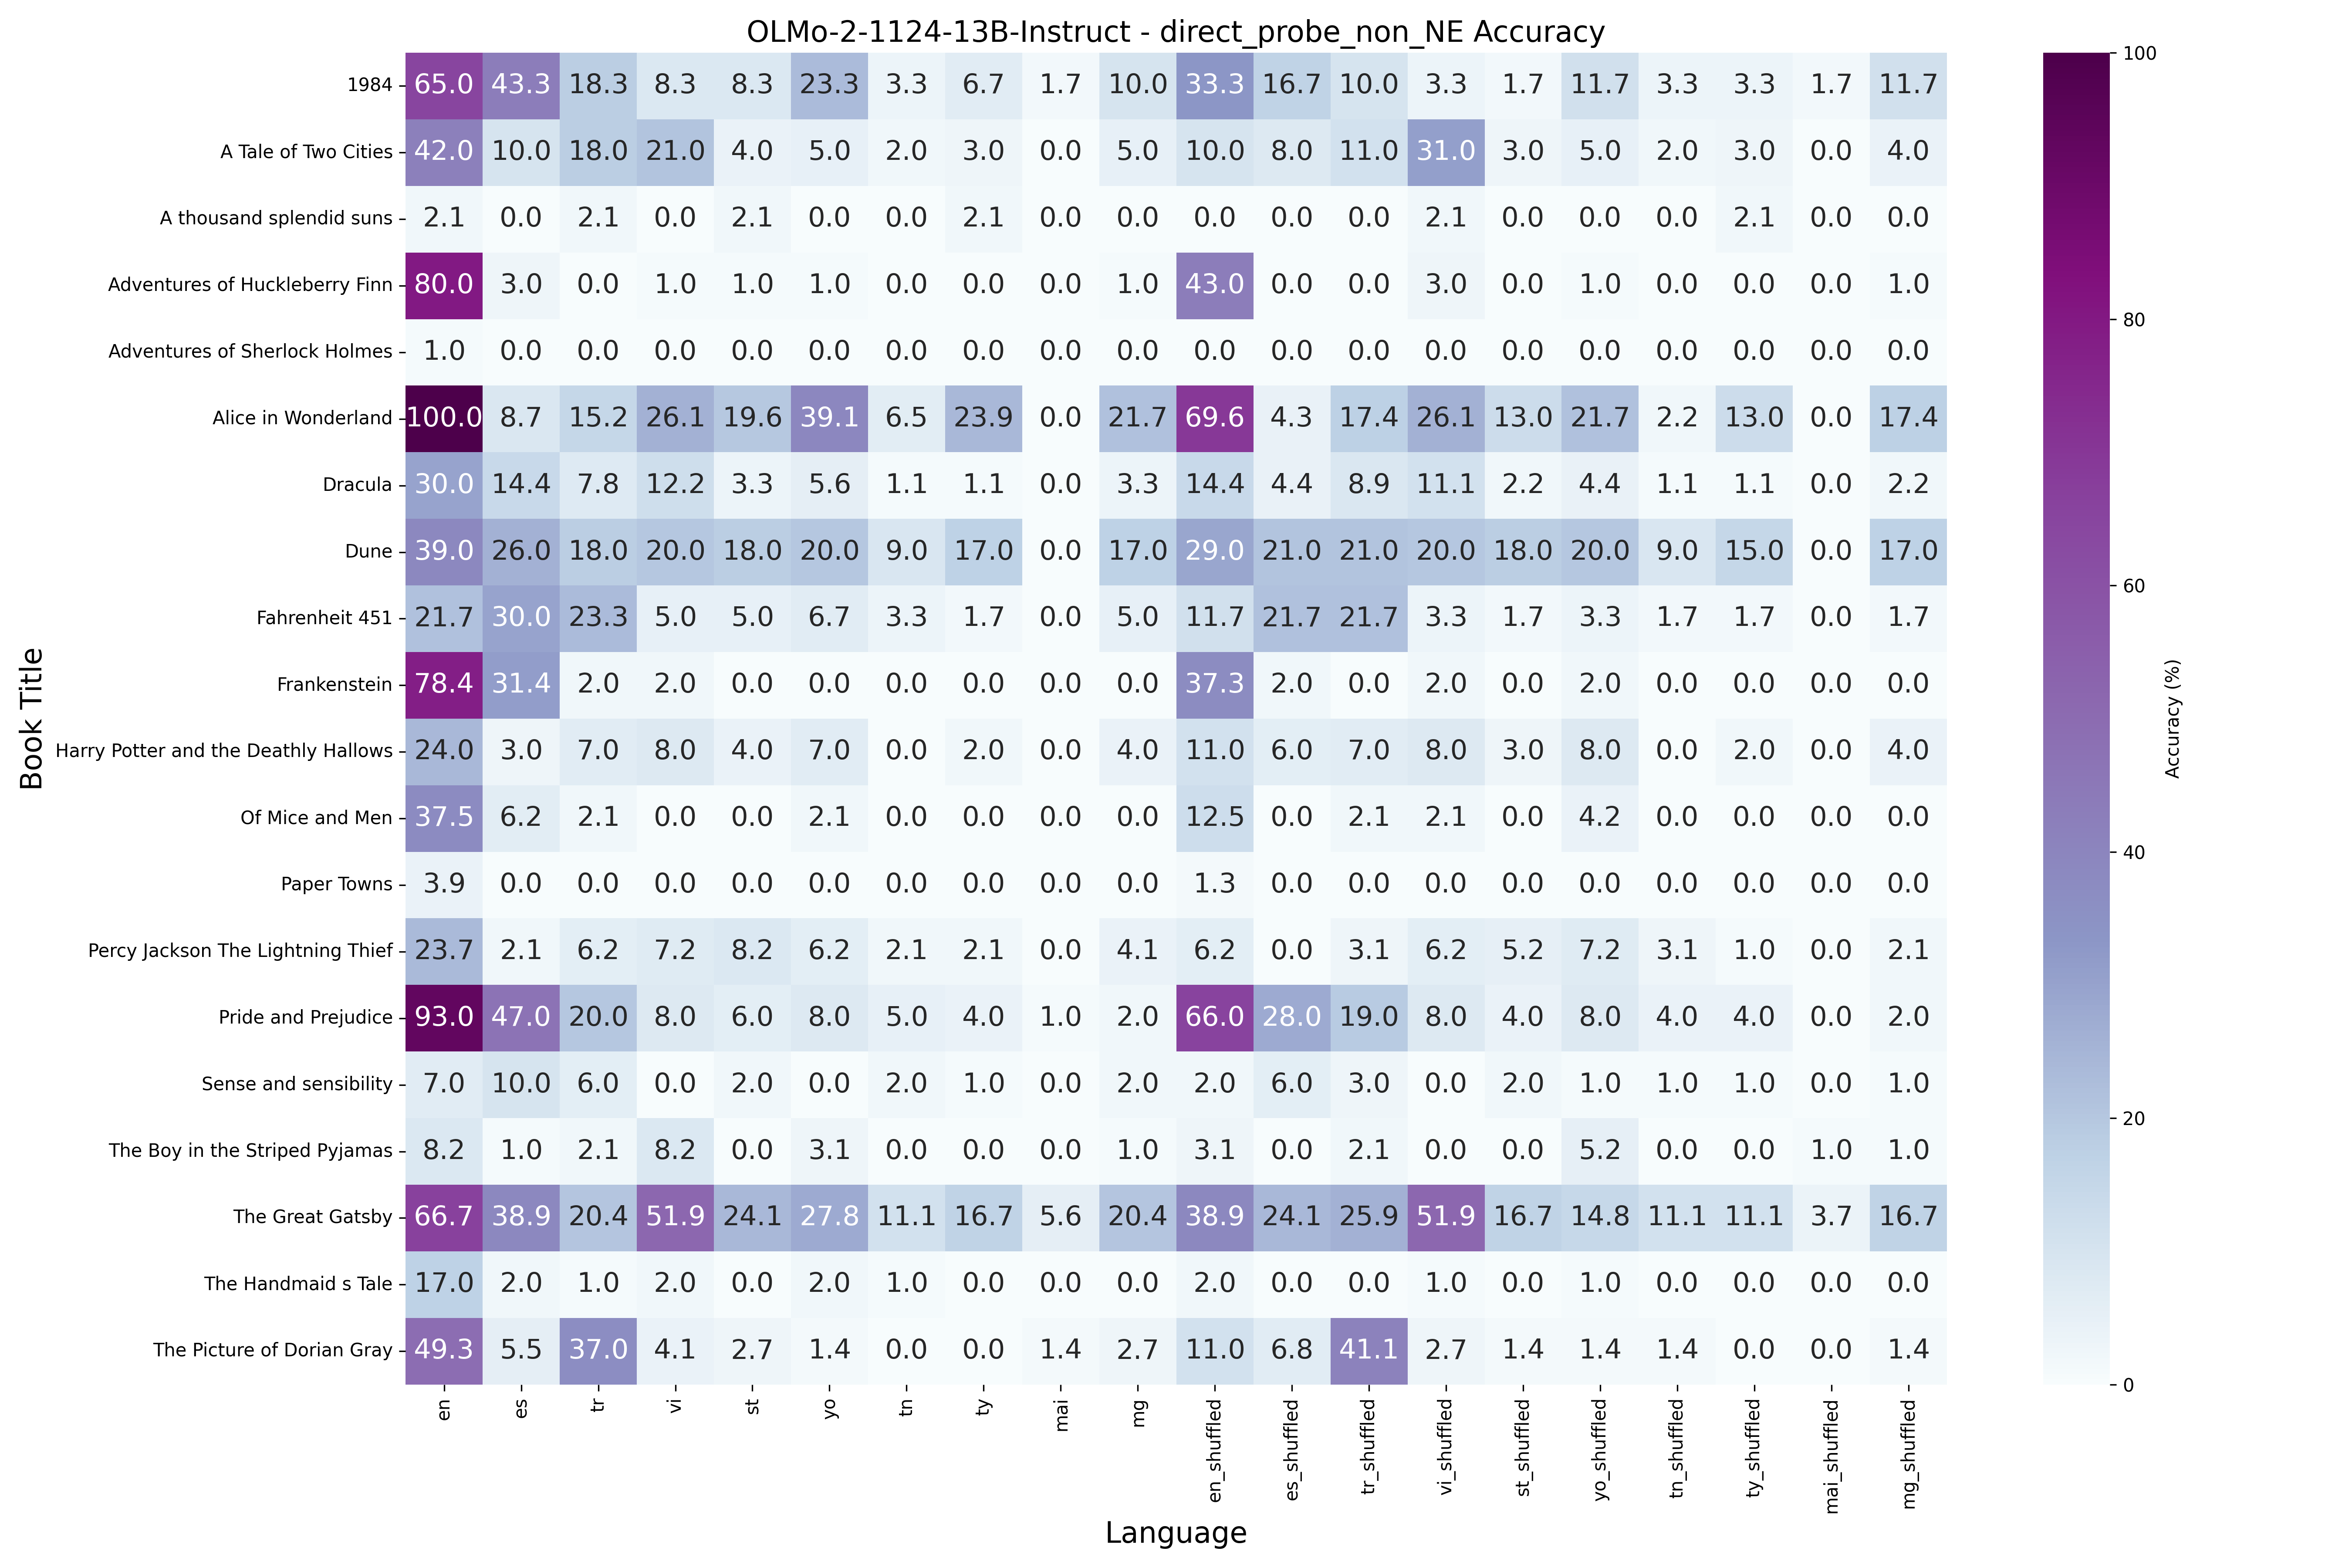 OLMo-2-1124-13B-Instruct - direct_probe_non_NE Accuracy
Book Title
1984 65.0 43.3 18.3 8.3 8.3 23.3 3.3 6.7 1.7 10.0 33.3 16.7 10.0 3.3 1.7 11.7 3.3 3.3 1.7 11.7
A Tale of Two Cities 42.0 10.0 18.0 21.0 4.0 5.0 2.0 3.0 0.0 5.0 10.0 8.0 11.0 31.0 3.0 5.0 2.0 3.0 0.0 4.0
A thousand splendid suns 2.1 0.0 2.1 0.0 2.1 0.0 0.0 2.1 0.0 0.0 0.0 0.0 0.0 2.1 0.0 0.0 0.0 2.1 0.0 0.0
Adventures of Huckleberry Finn 80.0 3.0 0.0 1.0 1.0 1.0 0.0 0.0 0.0 1.0 43.0 0.0 0.0 3.0 0.0 1.0 0.0 0.0 0.0 1.0
Adventures of Sherlock Holmes 1.0 0.0 0.0 0.0 0.0 0.0 0.0 0.0 0.0 0.0 0.0 0.0 0.0 0.0 0.0 0.0 0.0 0.0 0.0 0.0
Alice in Wonderland 100.0 8.7 15.2 26.1 19.6 39.1 6.5 23.9 0.0 21.7 69.6 4.3 17.4 26.1 13.0 21.7 2.2 13.0 0.0 17.4
Dracula 30.0 14.4 7.8 12.2 3.3 5.6 1.1 1.1 0.0 3.3 14.4 4.4 8.9 11.1 2.2 4.4 1.1 1.1 0.0 2.2
Dune 39.0 26.0 18.0 20.0 18.0 20.0 9.0 17.0 0.0 17.0 29.0 21.0 21.0 20.0 18.0 20.0 9.0 15.0 0.0 17.0
Fahrenheit 451 21.7 30.0 23.3 5.0 5.0 6.7 3.3 1.7 0.0 5.0 11.7 21.7 21.7 3.3 1.7 3.3 1.7 1.7 0.0 1.7
Frankenstein 78.4 31.4 2.0 2.0 0.0 0.0 0.0 0.0 0.0 0.0 37.3 2.0 0.0 2.0 0.0 2.0 0.0 0.0 0.0 0.0
Harry Potter and the Deathly Hallows 24.0 3.0 7.0 8.0 4.0 7.0 0.0 2.0 0.0 4.0 11.0 6.0 7.0 8.0 3.0 8.0 0.0 2.0 0.0 4.0
Of Mice and Men 37.5 6.2 2.1 0.0 0.0 2.1 0.0 0.0 0.0 0.0 12.5 0.0 2.1 2.1 0.0 4.2 0.0 0.0 0.0 0.0
Paper Towns 3.9 0.0 0.0 0.0 0.0 0.0 0.0 0.0 0.0 0.0 1.3 0.0 0.0 0.0 0.0 0.0 0.0 0.0 0.0 0.0
Percy Jackson The Lightning Thief 23.7 2.1 6.2 7.2 8.2 6.2 2.1 2.1 0.0 4.1 6.2 0.0 3.1 6.2 5.2 7.2 3.1 1.0 0.0 2.1
Pride and Prejudice 93.0 47.0 20.0 8.0 6.0 8.0 5.0 4.0 1.0 2.0 66.0 28.0 19.0 8.0 4.0 8.0 4.0 4.0 0.0 2.0
Sense and sensibility 7.0 10.0 6.0 0.0 2.0 0.0 2.0 1.0 0.0 2.0 2.0 6.0 3.0 0.0 2.0 1.0 1.0 1.0 0.0 1.0
The Boy in the Striped Pyjamas 8.2 1.0 2.1 8.2 0.0 3.1 0.0 0.0 0.0 1.0 3.1 0.0 2.1 0.0 0.0 5.2 0.0 0.0 1.0 1.0
The Great Gatsby 66.7 38.9 20.4 51.9 24.1 27.8 11.1 16.7 5.6 20.4 38.9 24.1 25.9 51.9 16.7 14.8 11.1 11.1 3.7 16.7
The Handmaid s Tale 17.0 2.0 1.0 2.0 0.0 2.0 1.0 0.0 0.0 0.0 2.0 0.0 0.0 1.0 0.0 1.0 0.0 0.0 0.0 0.0
The Picture of Dorian Gray 49.3 5.5 37.0 4.1 2.7 1.4 0.0 0.0 1.4 2.7 11.0 6.8 41.1 2.7 1.4 1.4 1.4 0.0 0.0 1.4
en es tr vi st yo tn ty mai mg en_shuffled es_shuffled tr_shuffled vi_shuffled st_shuffled yo_shuffled tn_shuffled ty_shuffled mai_shuffled mg_shuffled
Language
100
80
60
40
20
0
Accuracy (%)